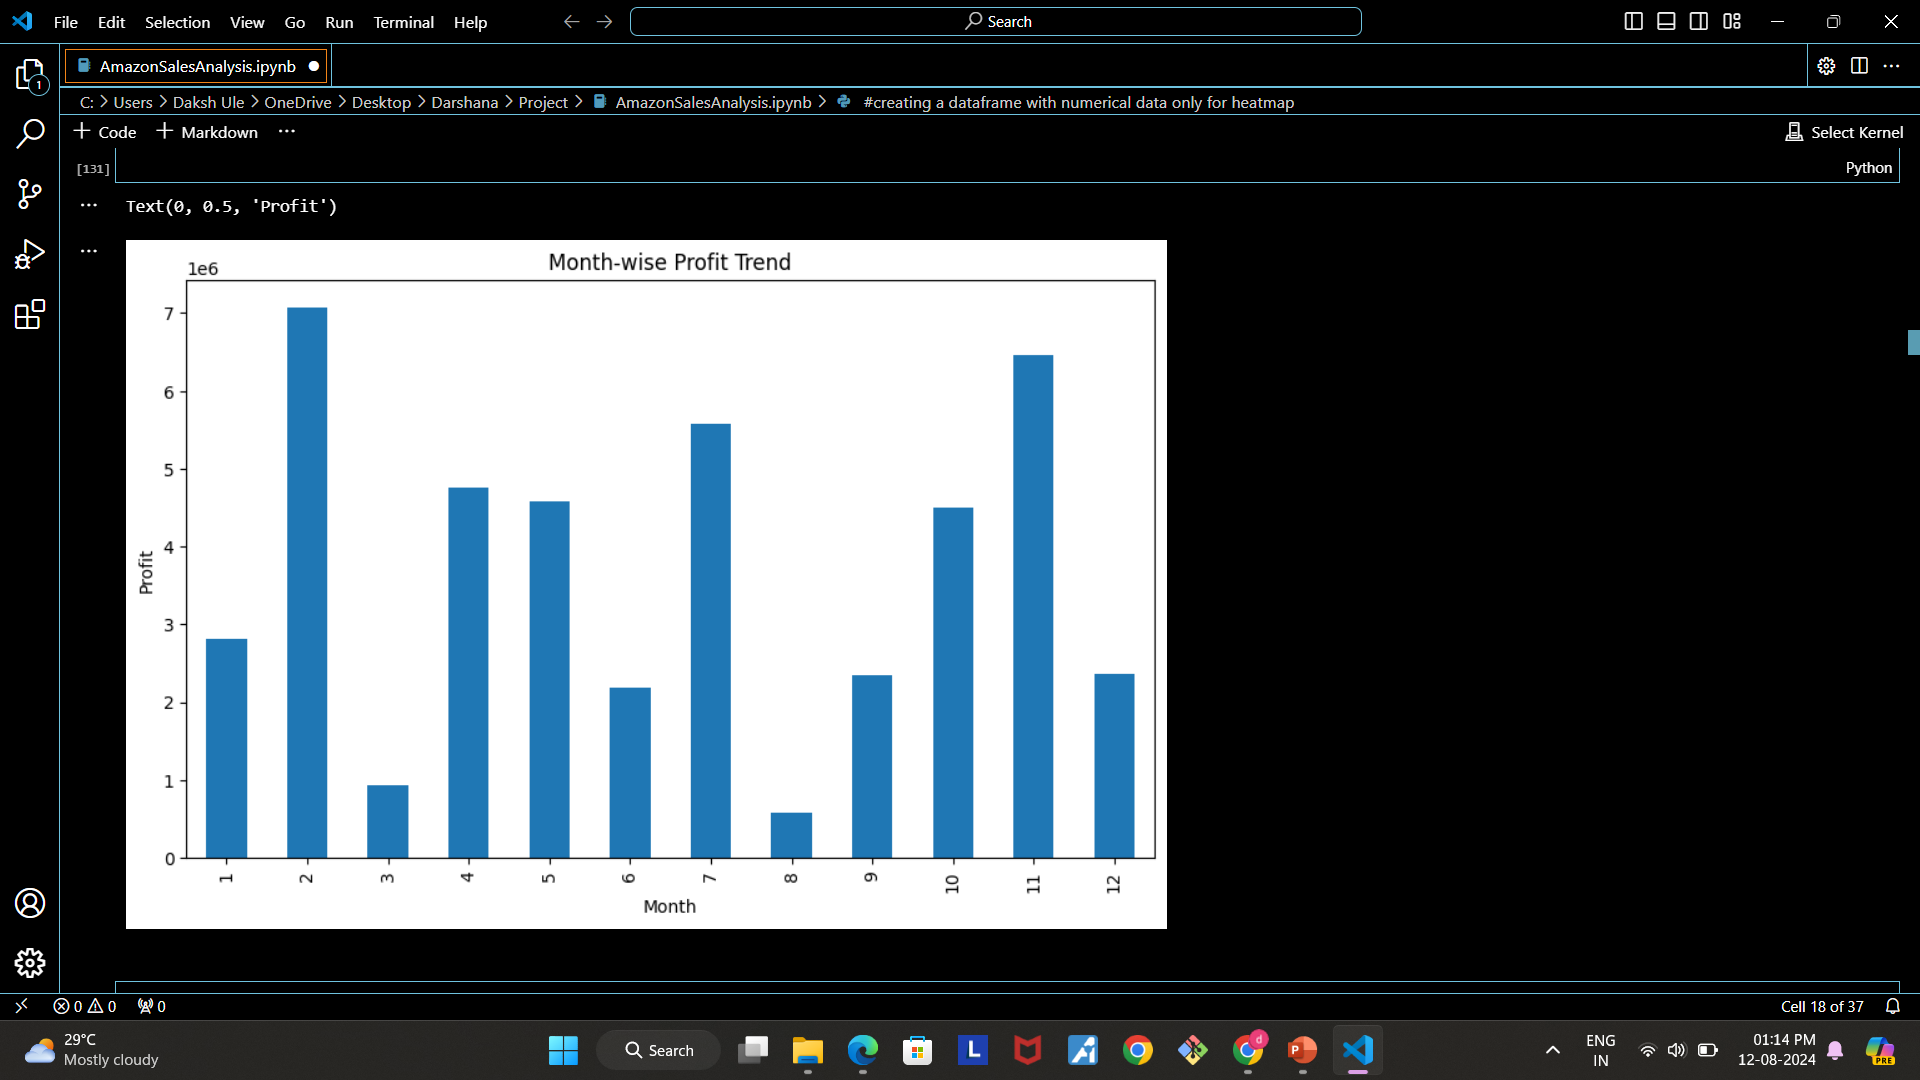 File Edit Selection View Go Run Terminal Help
Search
AmazonSalesAnalysis.ipynb
C: > Users > Daksh Ule > OneDrive > Desktop > Darshana > Project > AmazonSalesAnalysis.ipynb > #creating a dataframe with numerical data only for heatmap
1
+ Code + Markdown ...
Select Kernel
[131]
Python
Text(0, 0.5, 'Profit')
Month-wise Profit Trend
1e6
7
6
5
4
3
2
1
0
Profit
1 2 3 4 5 6 7 8 9 10 11 12
Month
0 0 0
Cell 18 of 37
29°C
Mostly cloudy
Search
L
d
P
ENG
IN
01:14 PM
12-08-2024
PRE